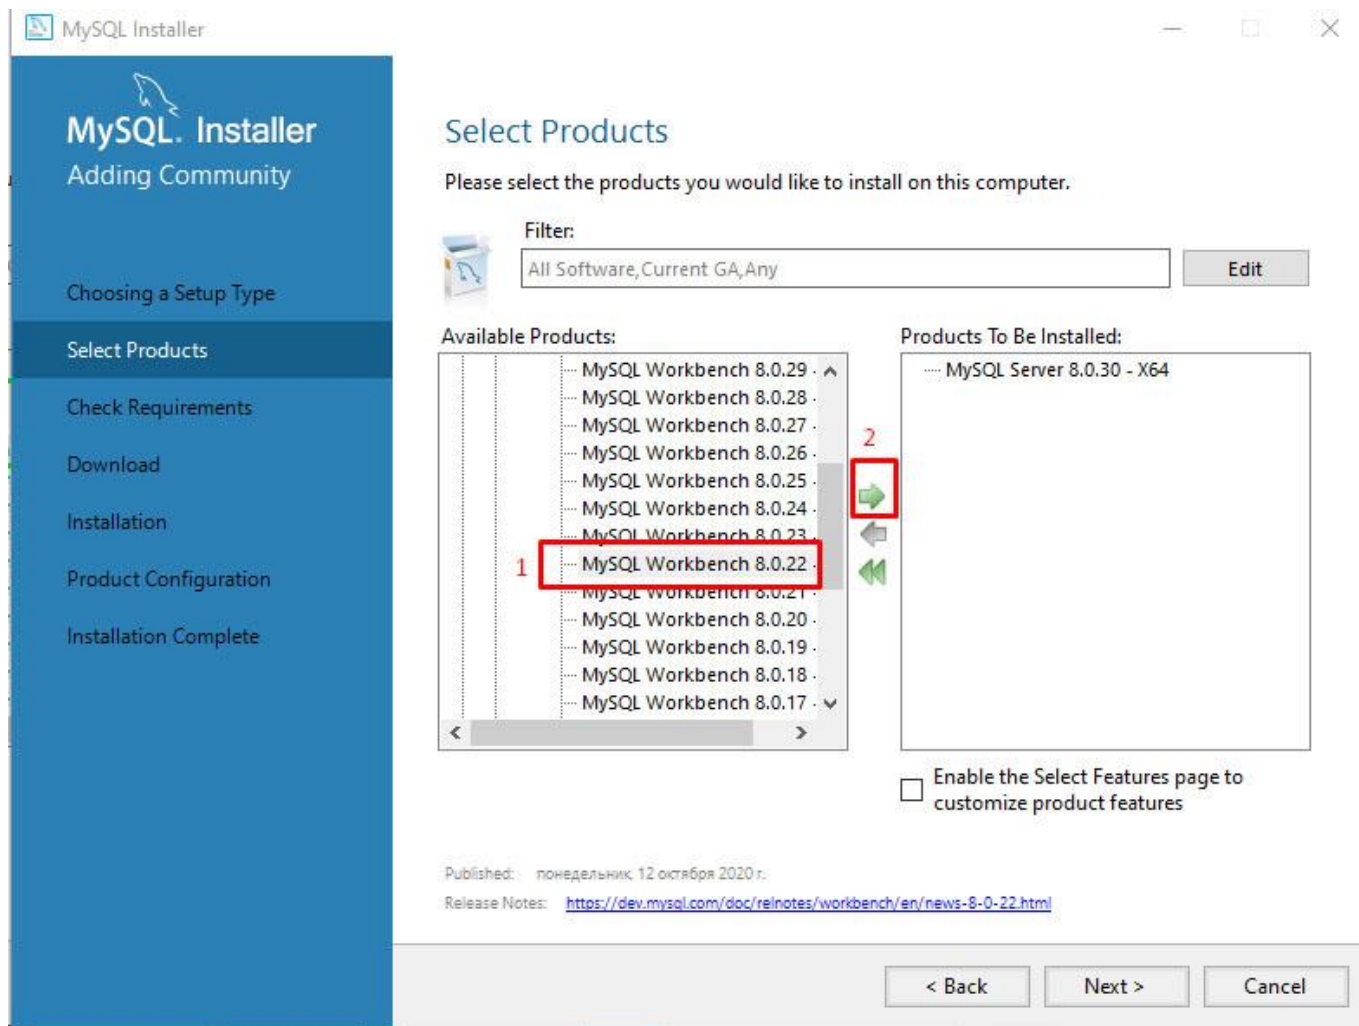 MySQL Installer
MySQL. Installer
Adding Community
Choosing a Setup Type
Select Products
Check Requirements
Download
Installation
Product Configuration
Installation Complete
Select Products
Please select the products you would like to install on this computer.
Filter:
All Software,Current GA,Any
Edit
Available Products:
MySQL Workbench 8.0.29 -
MySQL Workbench 8.0.28 -
MySQL Workbench 8.0.27 -
MySQL Workbench 8.0.26 -
MySQL Workbench 8.0.25 -
MySQL Workbench 8.0.24 -
MySQL Workbench 8.0.23 -
1
MySQL Workbench 8.0.22 -
MySQL Workbench 8.0.21 -
MySQL Workbench 8.0.20 -
MySQL Workbench 8.0.19 -
MySQL Workbench 8.0.18 -
MySQL Workbench 8.0.17 -
2
Products To Be Installed:
MySQL Server 8.0.30 - X64
Enable the Select Features page to
customize product features
Published: понедельник, 12 октября 2020 г.
Release Notes: https://dev.mysql.com/doc/relnotes/workbench/en/news-8-0-22.html
< Back
Next >
Cancel